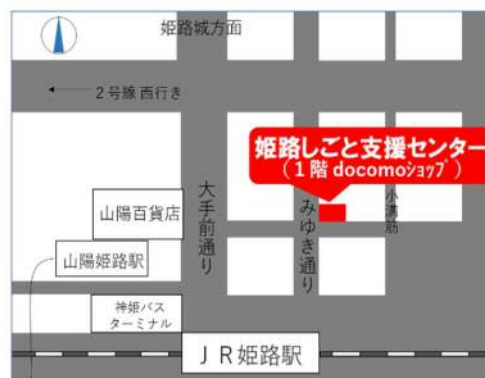 姫路城方面
2号線 西行き
姫路しごと支援センター
(1階 docomoショップ)
大手前通り
みゆき通り
小溝筋
山陽百貨店
山陽姫路駅
神姫バス
ターミナル
JR姫路駅